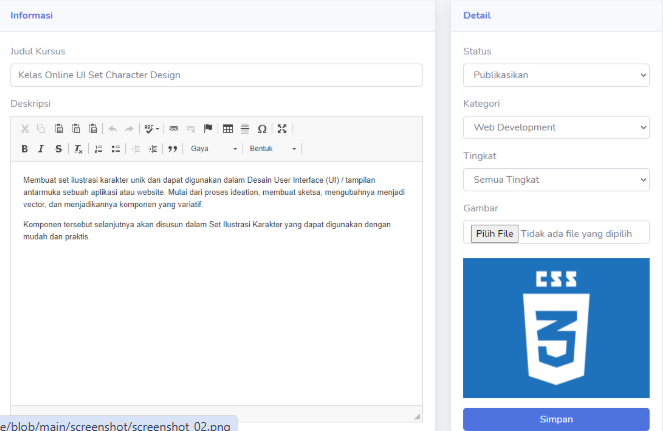 Informasi
Judul Kursus
Kelas Online UI Set Character Design
Deskripsi
ABC
Ω
B I S Tx
Gaya
Bentuk
Membuat set ilustrasi karakter unik dan dapat digunakan dalam Desain User Interface (UI) / tampilan
antarmuka sebuah aplikasi atau website. Mulai dari proses ideation, membuat sketsa, mengubahnya menjadi
vector, dan menjadikannya komponen yang variatif.
Komponen tersebut selanjutnya akan disusun dalam Set Ilustrasi Karakter yang dapat digunakan dengan
mudah dan praktis.
e/blob/main/screenshot/screenshot_02.png
Detail
Status
Publikasikan
Kategori
Web Development
Tingkat
Semua Tingkat
Gambar
Pilih File Tidak ada file yang dipilih
CSS
3
Simpan